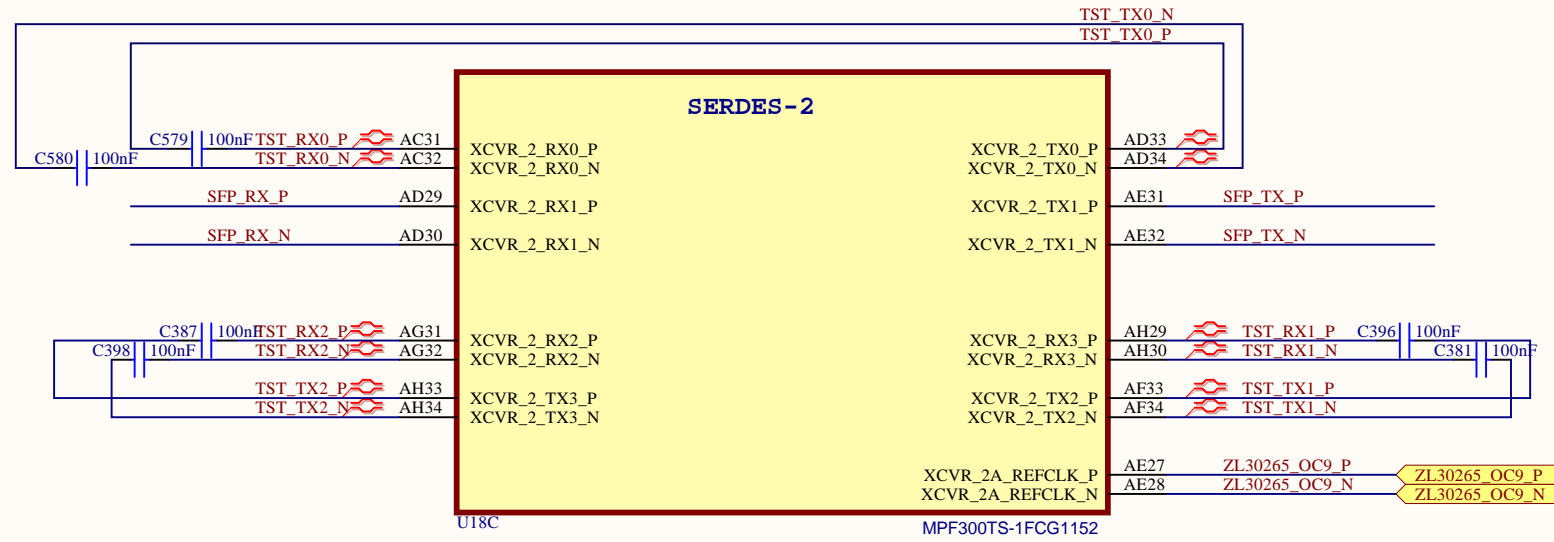 TST_TX0_N
TST_TX0_P
SERDES-2
C579 100nF TST_RX0_P AC31 XCVR_2_RX0_P
C580 100nF TST_RX0_N AC32 XCVR_2_RX0_N
XCVR_2_TX0_P AD33
XCVR_2_TX0_N AD34
SFP_RX_P AD29 XCVR_2_RX1_P
XCVR_2_TX1_P AE31 SFP_TX_P
SFP_RX_N AD30 XCVR_2_RX1_N
XCVR_2_TX1_N AE32 SFP_TX_N
C387 100nF TST_RX2_P AG31 XCVR_2_RX2_P
C398 100nF TST_RX2_N AG32 XCVR_2_RX2_N
XCVR_2_RX3_P AH29 TST_RX1_P C396 100nF
XCVR_2_RX3_N AH30 TST_RX1_N C381 100nF
TST_TX2_P AH33 XCVR_2_TX3_P
TST_TX2_N AH34 XCVR_2_TX3_N
XCVR_2_TX2_P AF33 TST_TX1_P
XCVR_2_TX2_N AF34 TST_TX1_N
XCVR_2A_REFCLK_P AE27 ZL30265_OC9_P ZL30265_OC9_P
XCVR_2A_REFCLK_N AE28 ZL30265_OC9_N ZL30265_OC9_N
U18C
MPF300TS-1FCG1152